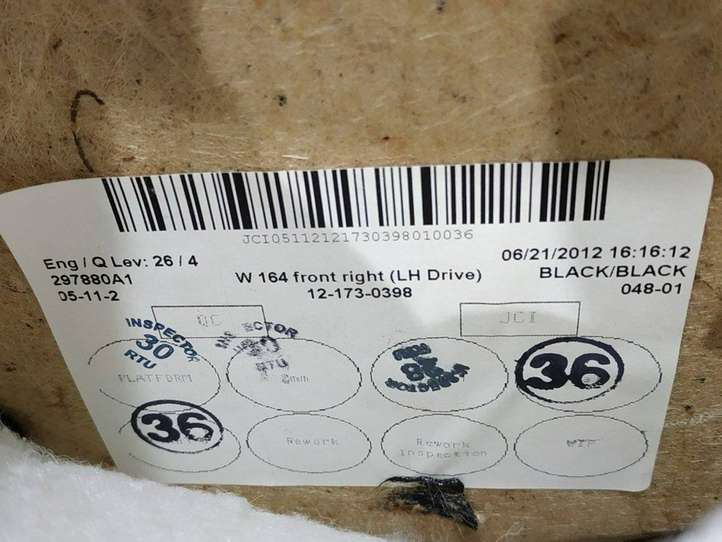 JCI05112121730398010036
Eng / Q Lev: 26 / 4
06/21/2012 16:16:12
297880A1
W 164 front right (LH Drive)
BLACK/BLACK
05-11-2
12-173-0398
048-01
QC
JCI
INSPECTOR
30
RTU
PLATFORM
RTU
INSPECTOR
36
36
Rework
Rework
Inspection